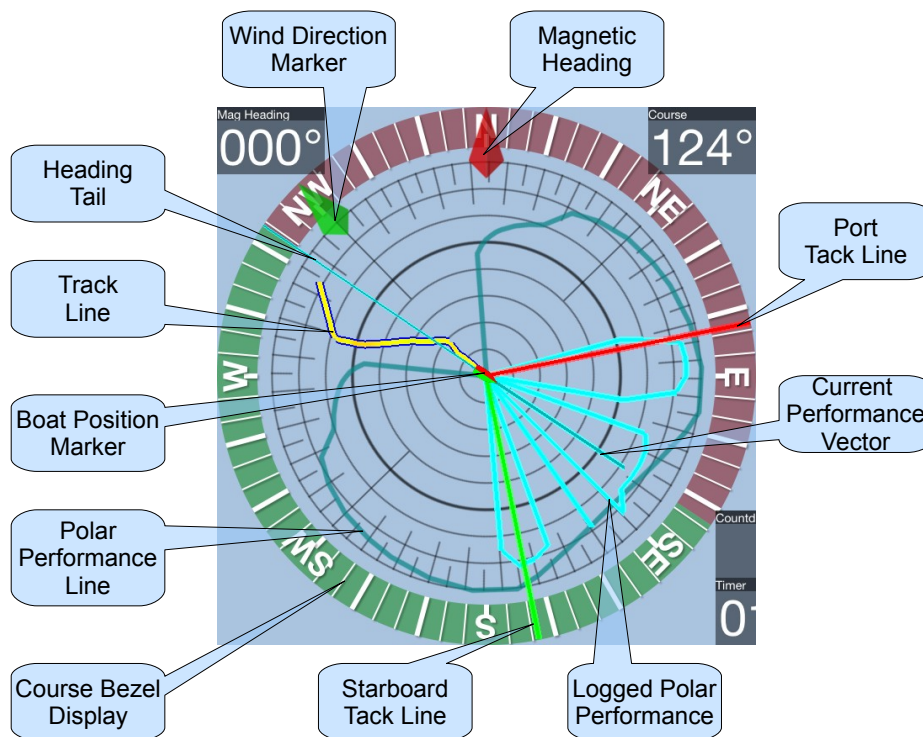 Wind Direction
Marker
Magnetic
Heading
Mag Heading
000°
N
Course
124°
Heading
Tail
NW
NE
Port
Tack Line
Track
Line
W
E
Boat Position
Marker
Current
Performance
Vector
Polar
Performance
Line
SW
SE
Countd
Timer
S
Course Bezel
Display
Starboard
Tack Line
Logged Polar
Performance